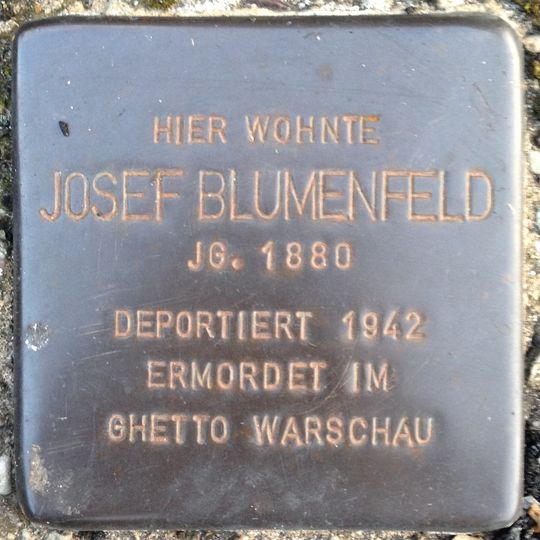 HIER WOHNTE
JOSEF BLUMENFELD
JG. 1880
DEPORTIERT 1942
ERMORDET IM
GHETTO WARSCHAU